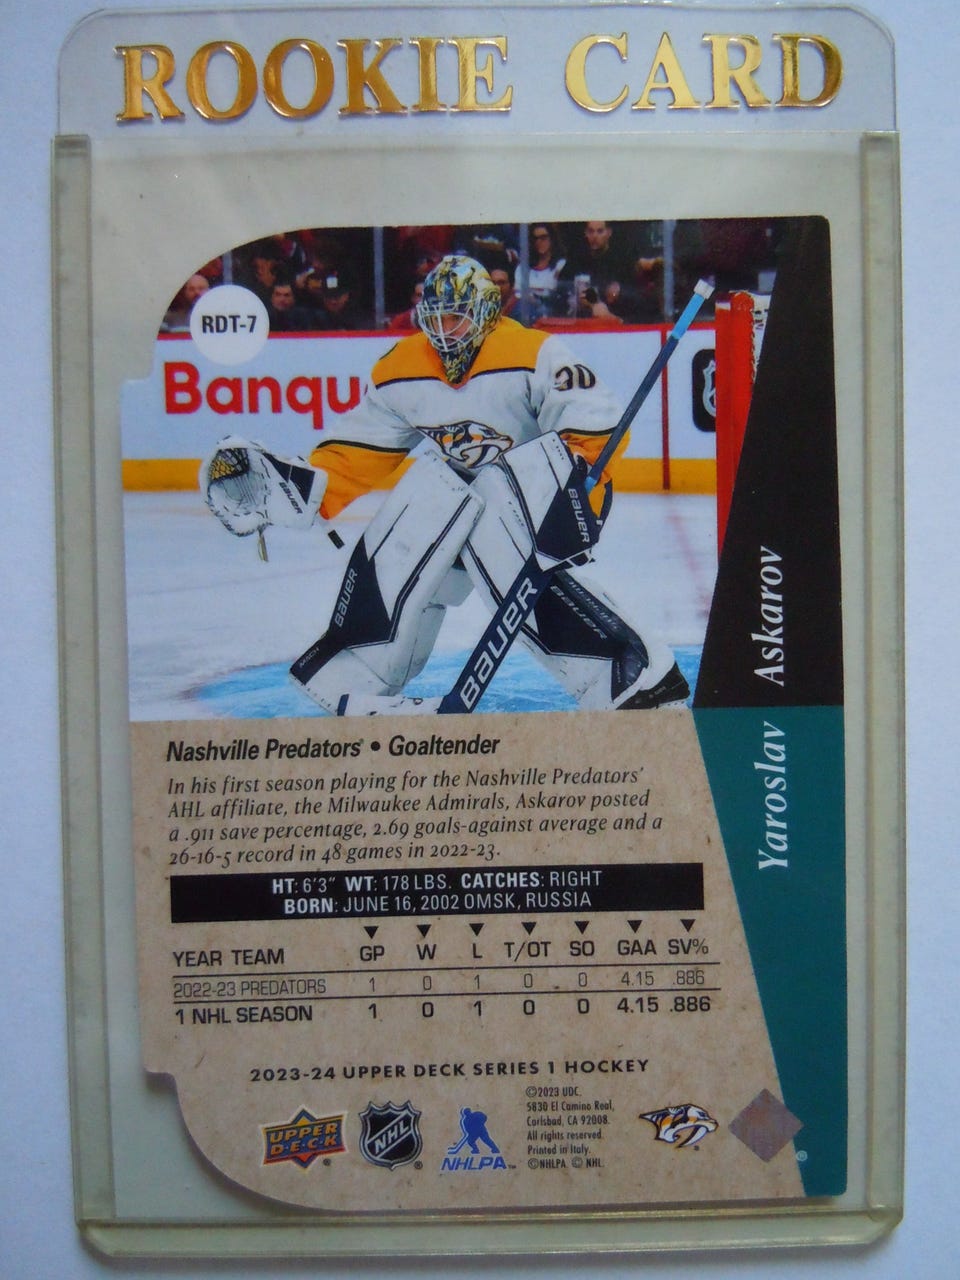 ROOKIE CARD
RDT-7
Banqu
30
BAUER
BAUER
BAUER
BAUER
BAUER
Yaroslav Askarov
Nashville Predators • Goaltender
In his first season playing for the Nashville Predators'
AHL affiliate, the Milwaukee Admirals, Askarov posted
a .911 save percentage, 2.69 goals-against average and a
26-16-5 record in 48 games in 2022-23.
HT: 6'3" WT: 178 LBS. CATCHES: RIGHT
BORN: JUNE 16, 2002 OMSK, RUSSIA
YEAR TEAM GP W L T/OT SO GAA SV%
2022-23 PREDATORS 1 0 1 0 0 4.15 .886
1 NHL SEASON 1 0 1 0 0 4.15 .886
2023-24 UPPER DECK SERIES 1 HOCKEY
©2023 UDC.
5830 El Camino Real,
Carlsbad, CA 92008.
All rights reserved.
Printed in Italy.
©NHLPA © NHL.
UPPER
D·E·C·K
®
NHL
®
NHLPA™
®